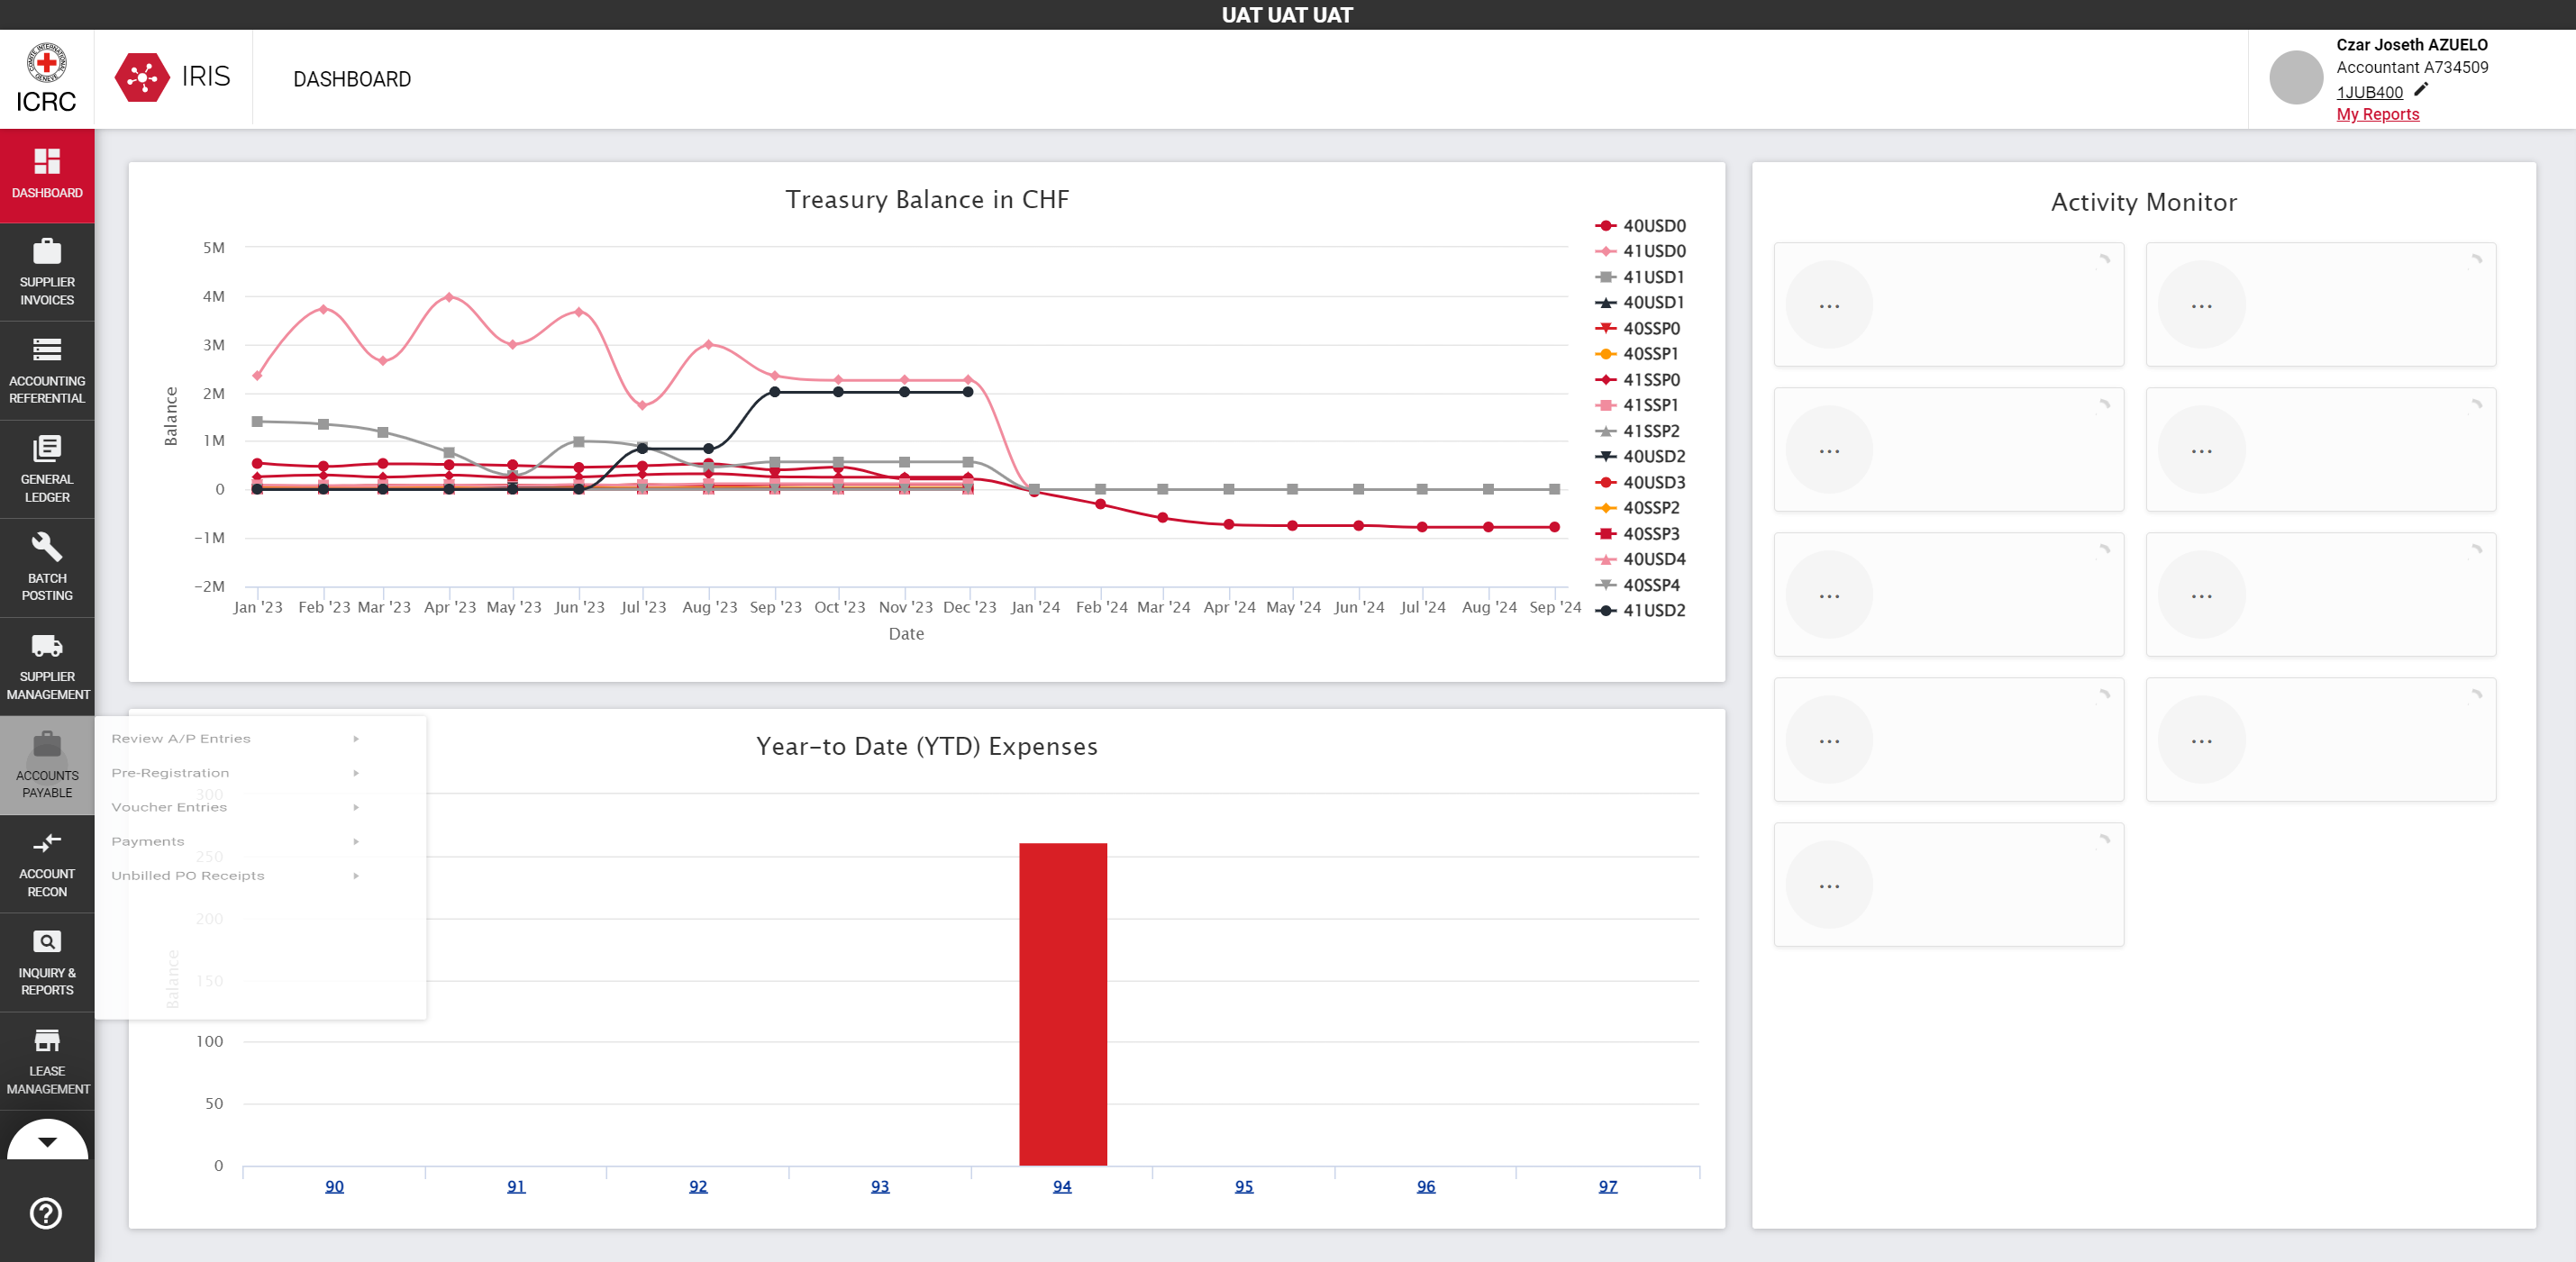 UAT UAT UAT
COMITE INTERNATIONAL GENEVE
ICRC
IRIS
DASHBOARD
Czar Joseth AZUELO
Accountant A734509
1JUB400
My Reports
DASHBOARD
SUPPLIER
INVOICES
ACCOUNTING
REFERENTIAL
GENERAL
LEDGER
BATCH
POSTING
SUPPLIER
MANAGEMENT
ACCOUNTS
PAYABLE
ACCOUNT
RECON
INQUIRY &
REPORTS
LEASE
MANAGEMENT
Treasury Balance in CHF
5M
4M
3M
2M
1M
0
-1M
-2M
Balance
Jan '23 Feb '23 Mar '23 Apr '23 May '23 Jun '23 Jul '23 Aug '23 Sep '23 Oct '23 Nov '23 Dec '23 Jan '24 Feb '24 Mar '24 Apr '24 May '24 Jun '24 Jul '24 Aug '24 Sep '24
Date
40USD0
41USD0
41USD1
40USD1
40SSP0
40SSP1
41SSP0
41SSP1
41SSP2
40USD2
40USD3
40SSP2
40SSP3
40USD4
40SSP4
41USD2
Review A/P Entries
Pre-Registration
Voucher Entries
Payments
Unbilled PO Receipts
Year-to Date (YTD) Expenses
300
250
200
150
100
50
0
Balance
90 91 92 93 94 95 96 97
Activity Monitor
... ...
... ...
... ...
... ...
...